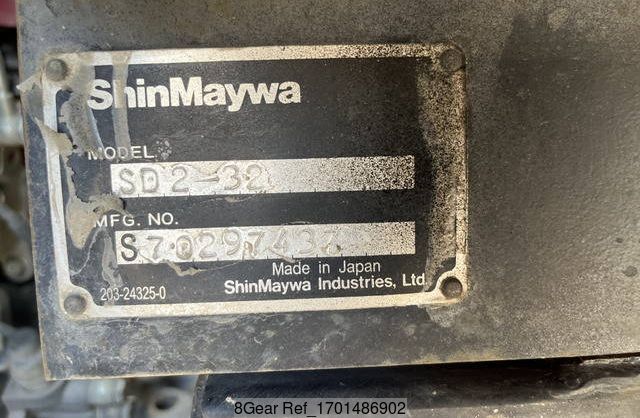 ShinMaywa
MODEL.
SD2-32
MFG. NO.
Made in Japan
203-24325-0
ShinMaywa Industries, Ltd.
8Gear Ref_1701486902